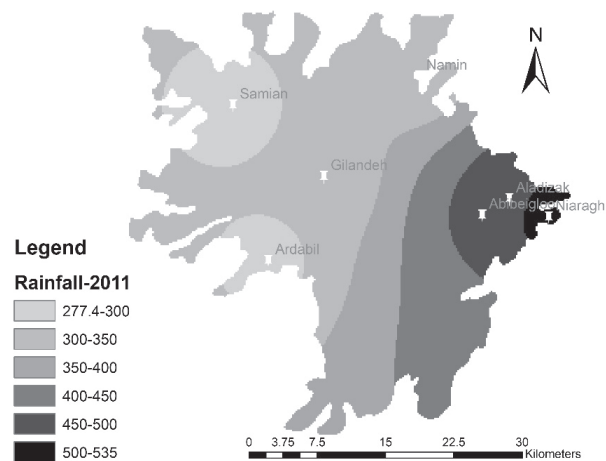 N
Namin
Samian
Gilandeh
Aladizak
Abibeigloo
Niaragh
Ardabil
Legend
Rainfall-2011
277.4-300
300-350
350-400
400-450
450-500
500-535
0 3.75 7.5 15 22.5 30
Kilometers